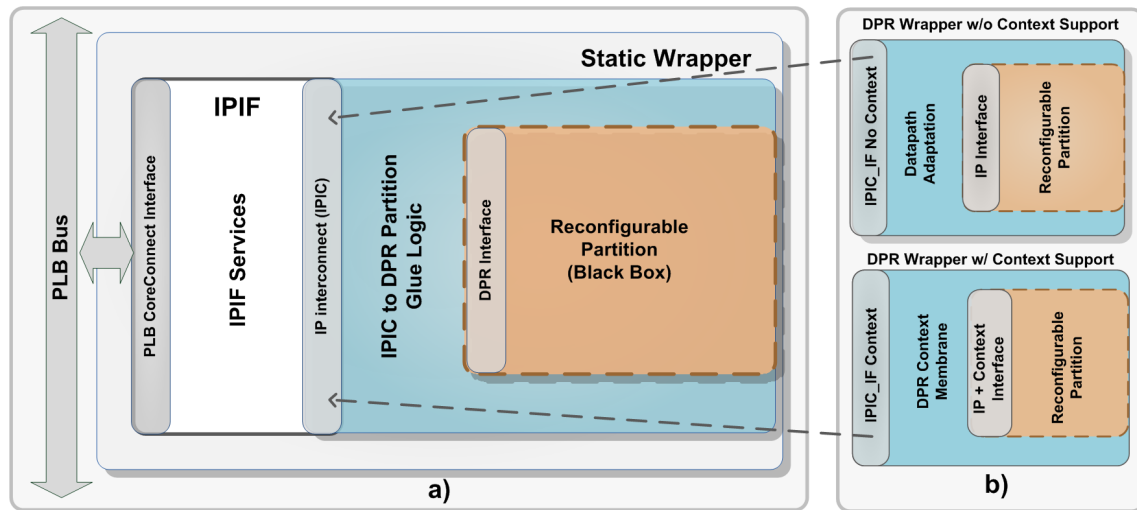 PLB Bus
Static Wrapper
PLB CoreConnect Interface
IPIF
IPIF Services
IP interconnect (IPIC)
IPIC to DPR Partition
Glue Logic
DPR Interface
Reconfigurable
Partition
(Black Box)
a)
DPR Wrapper w/o Context Support
IPIC_IF No Context
Datapath
Adaptation
IP Interface
Reconfigurable
Partition
DPR Wrapper w/ Context Support
IPIC_IF Context
DPR Context
Membrane
IP + Context
Interface
Reconfigurable
Partition
b)